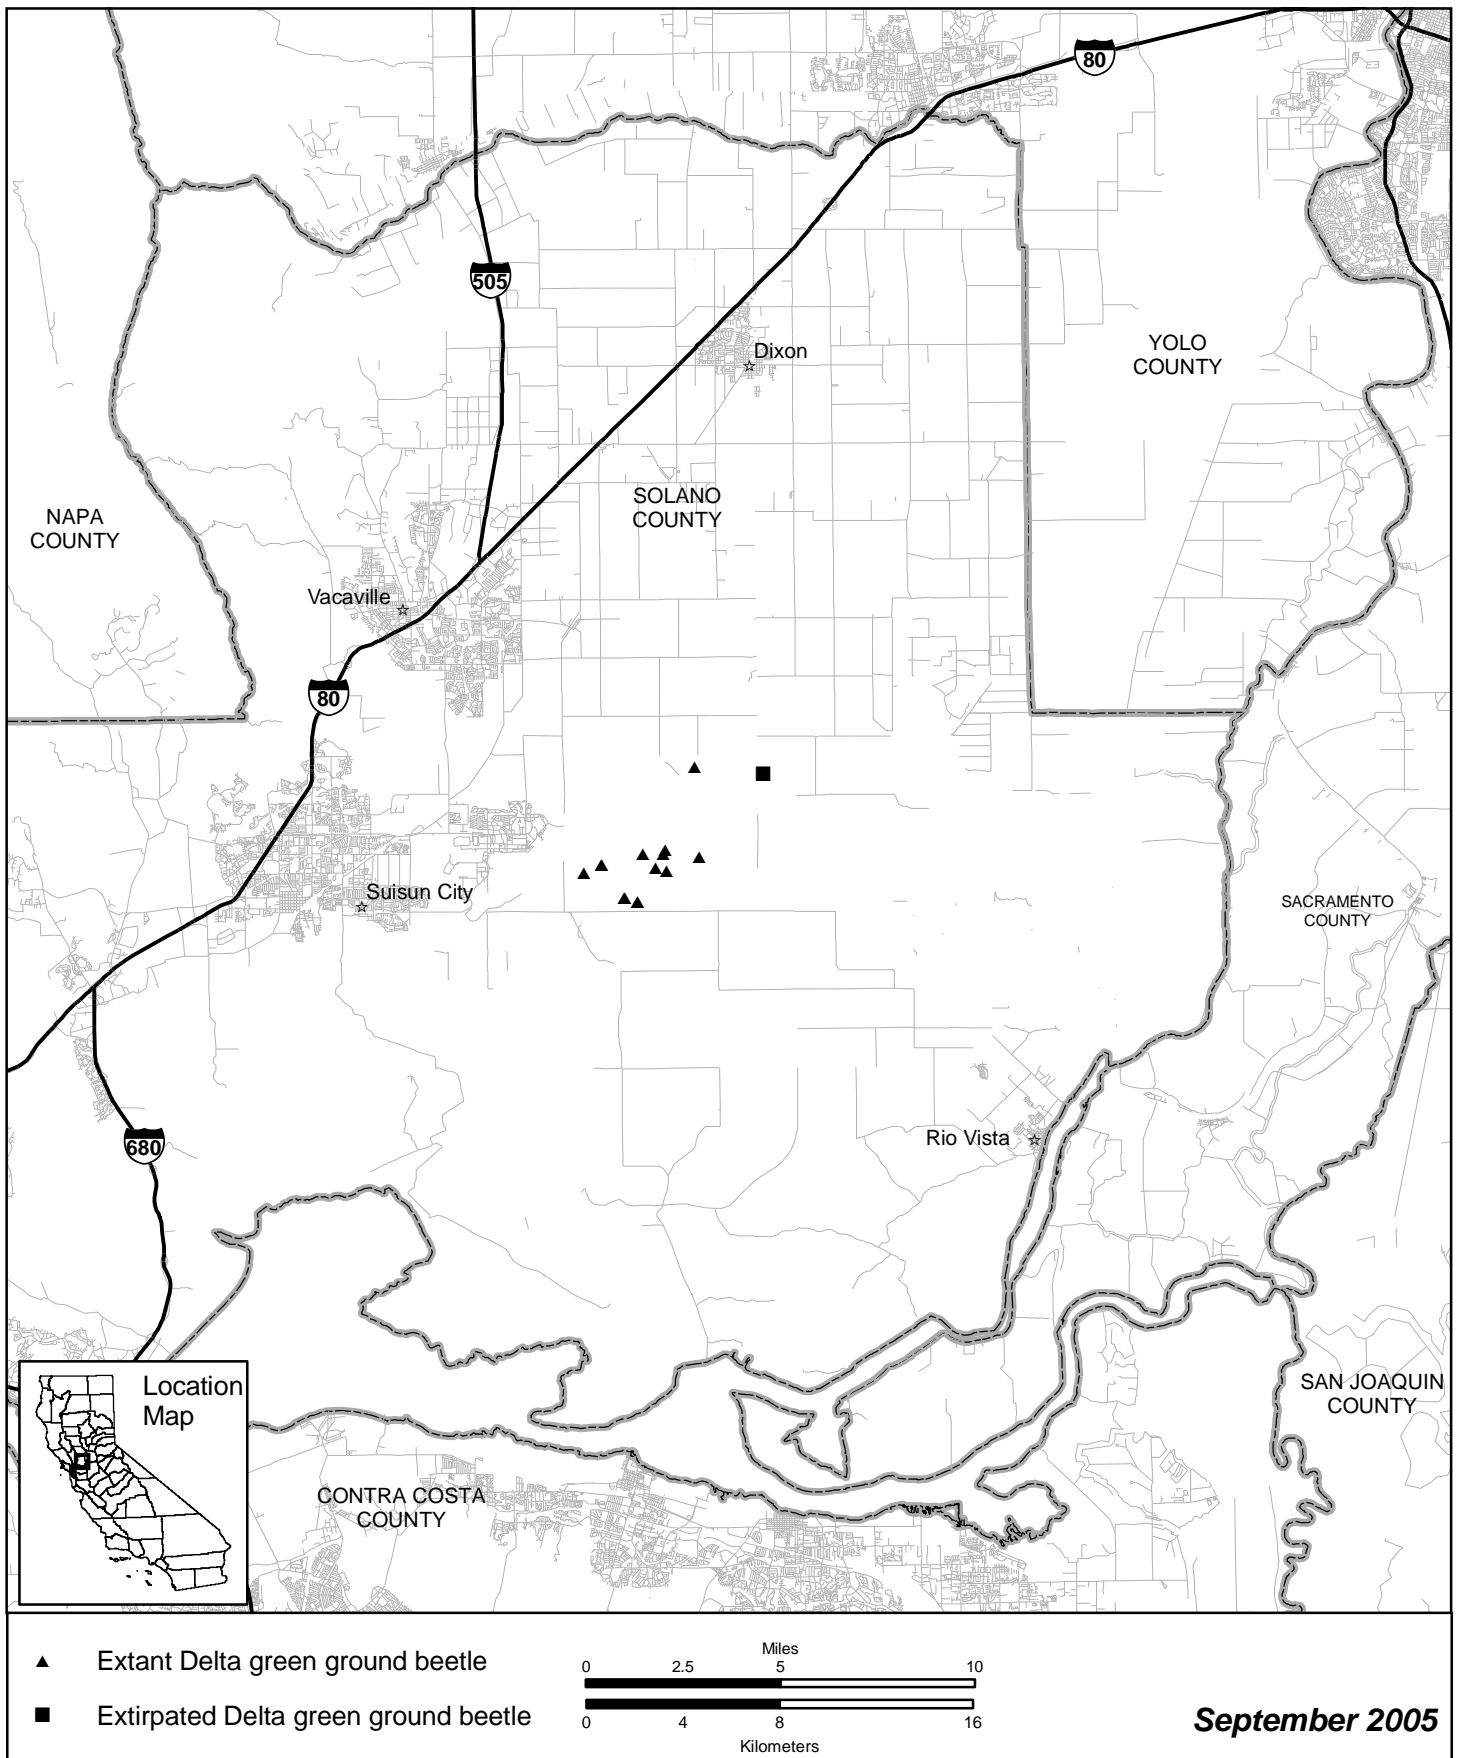 80
505
Dixon
YOLO
COUNTY
SOLANO
COUNTY
NAPA
COUNTY
Vacaville
80
Suisun City
SACRAMENTO
COUNTY
Rio Vista
680
Location
Map
SAN JOAQUIN
COUNTY
CONTRA COSTA
COUNTY
Extant Delta green ground beetle
Extirpated Delta green ground beetle
Miles
0 2.5 5 10
0 4 8 16
Kilometers
September 2005